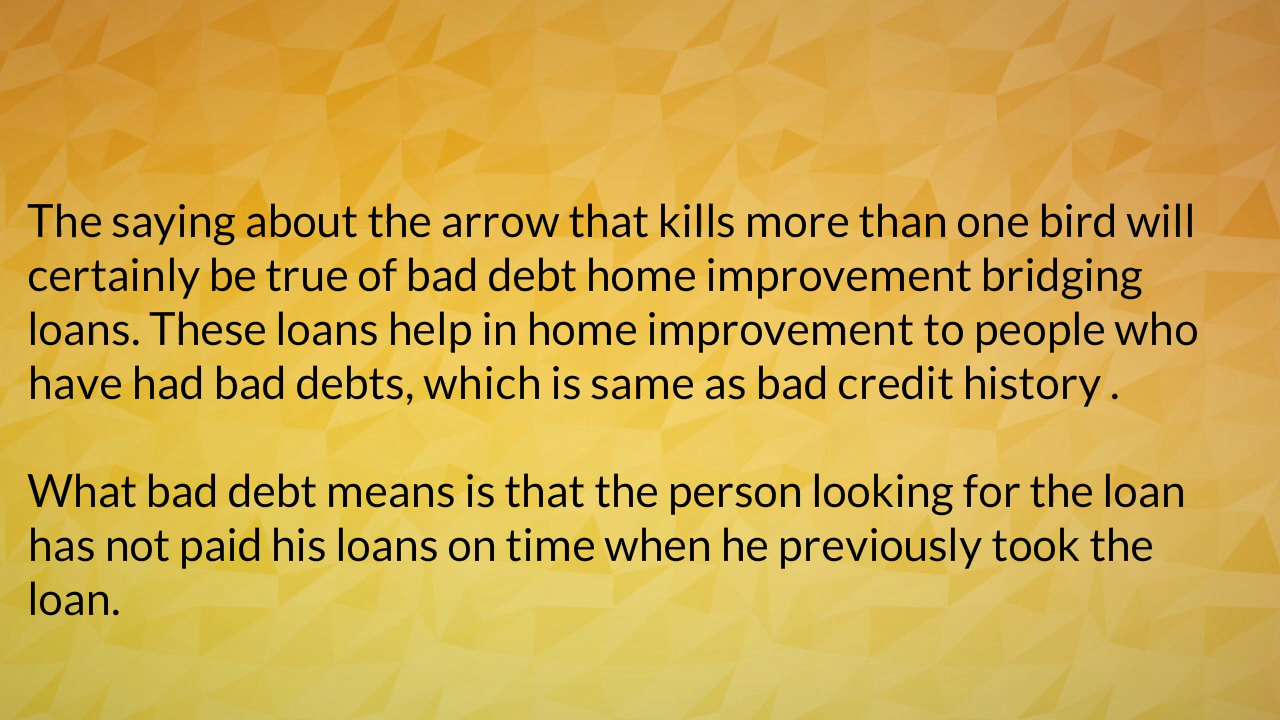 The saying about the arrow that kills more than one bird will
certainly be true of bad debt home improvement bridging
loans. These loans help in home improvement to people who
have had bad debts, which is same as bad credit history .
What bad debt means is that the person looking for the loan
has not paid his loans on time when he previously took the
loan.